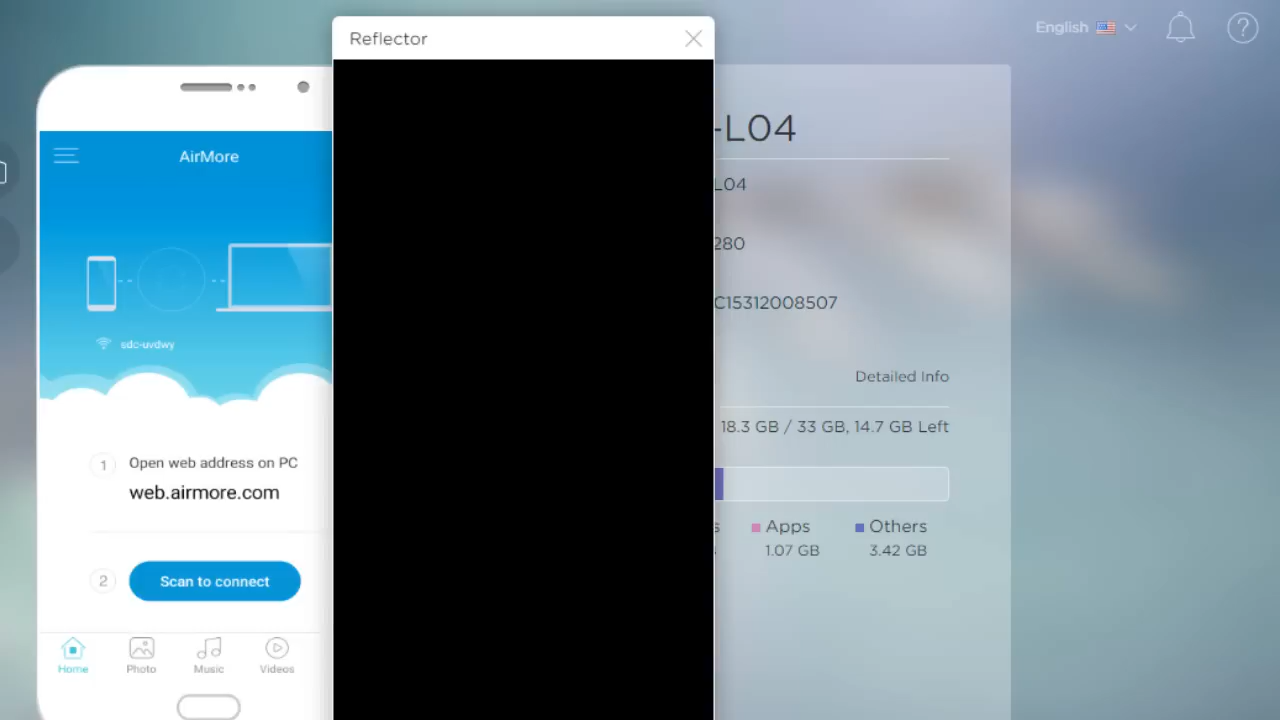 English
Reflector
AirMore
sdc-uvdwy
1 Open web address on PC
web.airmore.com
2 Scan to connect
Home Photo Music Videos
-L04
L04
280
C15312008507
Detailed Info
18.3 GB / 33 GB, 14.7 GB Left
s Apps Others
1.07 GB 3.42 GB